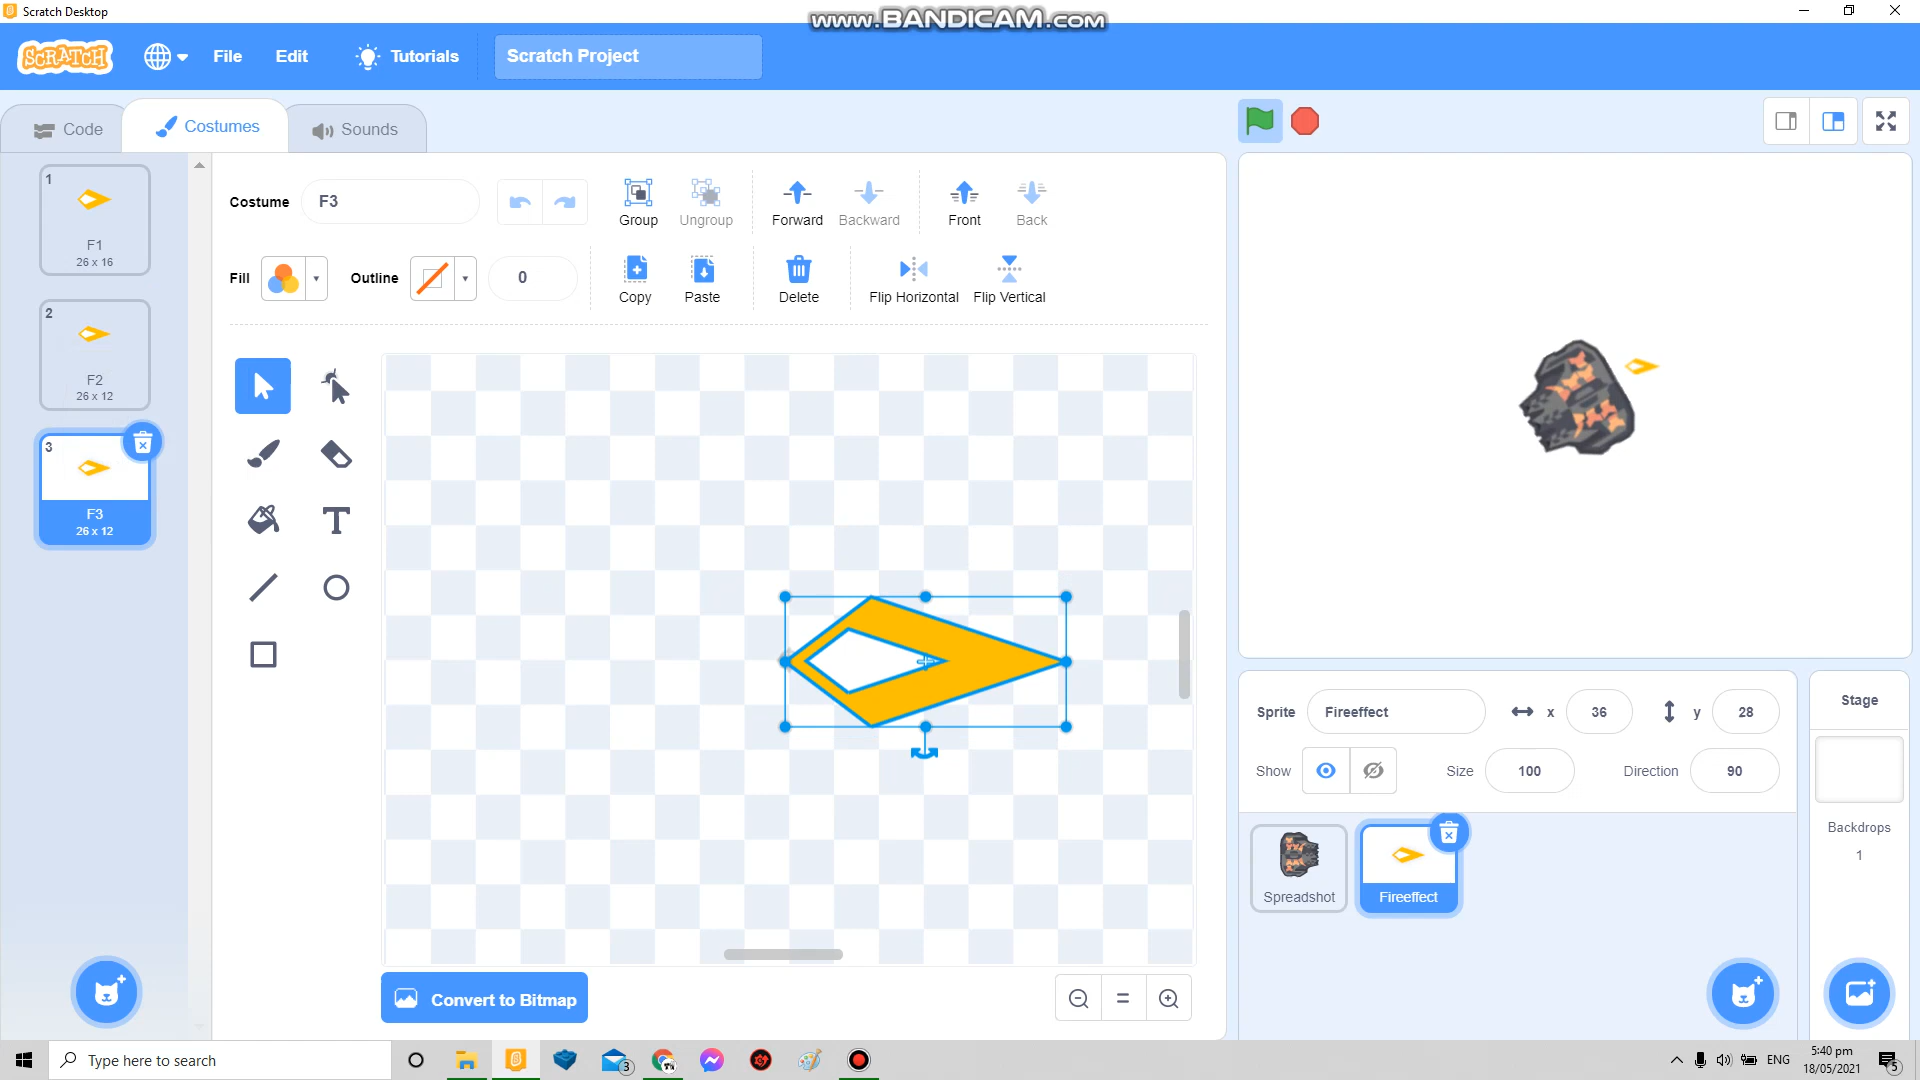 Scratch Desktop
www.BANDICAM.com
SCRATCH
File
Edit
Tutorials
Scratch Project
Code
Costumes
Sounds
1
F1
26 x 16
2
F2
26 x 12
3
F3
26 x 12
Costume
F3
Group
Ungroup
Forward
Backward
Front
Back
Fill
Outline
0
Copy
Paste
Delete
Flip Horizontal
Flip Vertical
T
Convert to Bitmap
Sprite
Fireeffect
x
36
y
28
Show
Size
100
Direction
90
Spreadshot
Fireeffect
Stage
Backdrops
1
Type here to search
3
ENG
5:40 pm
18/05/2021
5